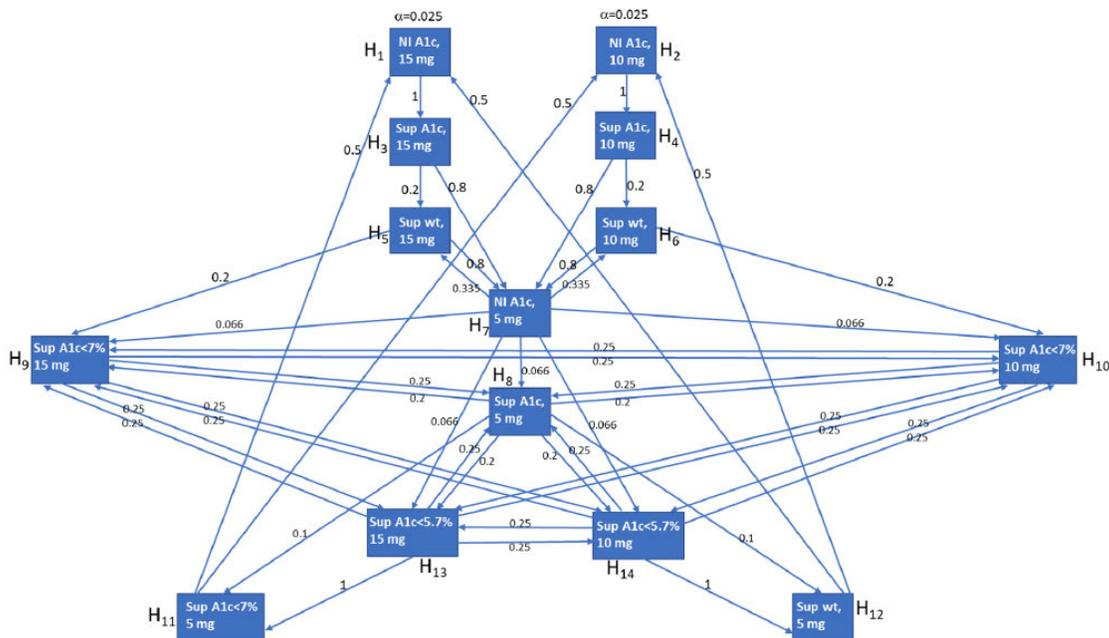 α=0.025 α=0.025
H1 NI A1c, 15 mg
NI A1c, 10 mg H2
1 1
0.5 0.5
H3 Sup A1c, 15 mg
Sup A1c, 10 mg H4
0.5 0.5
0.2 0.8 0.8 0.2
H5 Sup wt, 15 mg
Sup wt, 10 mg H6
0.2 0.8 0.8 0.2
0.335 0.335
H7 NI A1c, 5 mg
0.066 0.066
H9 Sup A1c<7% 15 mg
0.25
0.25
Sup A1c<7% 10 mg H10
0.066
H8 Sup A1c, 5 mg
0.25 0.25
0.2 0.2
0.25 0.25
0.25 0.25
0.066 0.066
0.25 0.25
0.25 0.25
0.25 0.25
0.2 0.2
H13 Sup A1c<5.7% 15 mg
0.25
0.25
Sup A1c<5.7% 10 mg H14
0.1 0.1
1 1
H11 Sup A1c<7% 5 mg
Sup wt, 5 mg H12